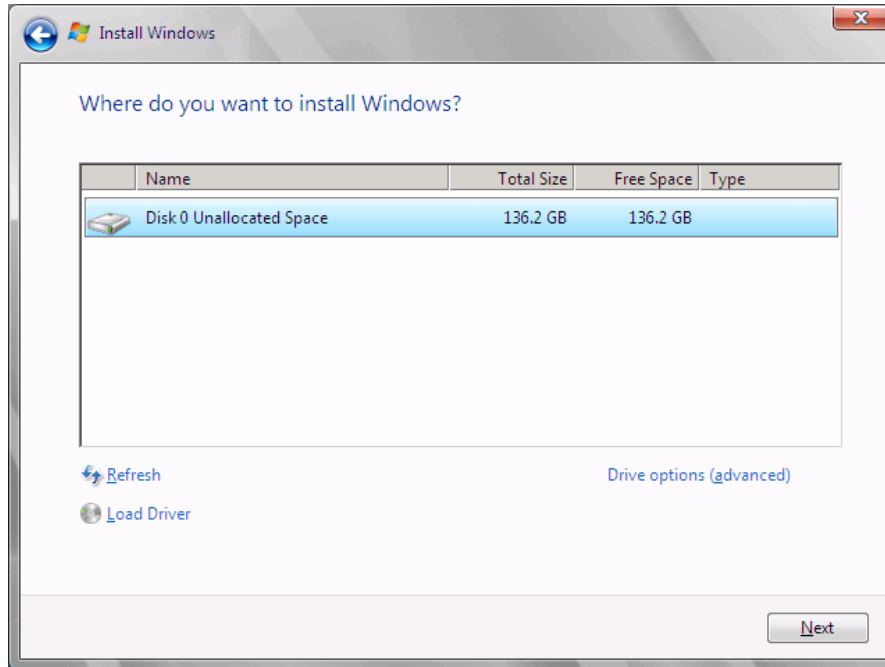 Install Windows
Where do you want to install Windows?
Name Total Size Free Space Type
Disk 0 Unallocated Space 136.2 GB 136.2 GB
Refresh Drive options (advanced)
Load Driver
Next